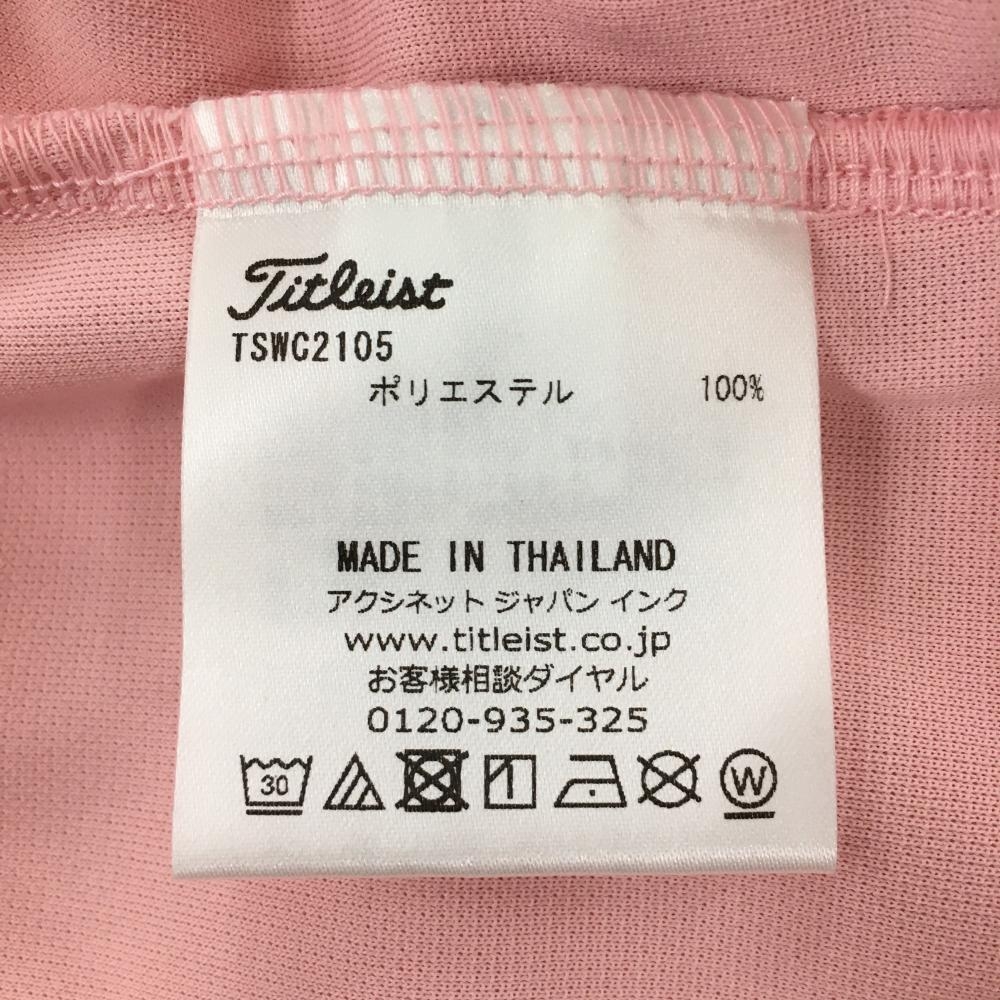 Titleist
TSWC2105
ポリエステル 100%
MADE IN THAILAND
アクシネット ジャパン インク
www.titleist.co.jp
お客様相談ダイヤル
0120-935-325
30 W